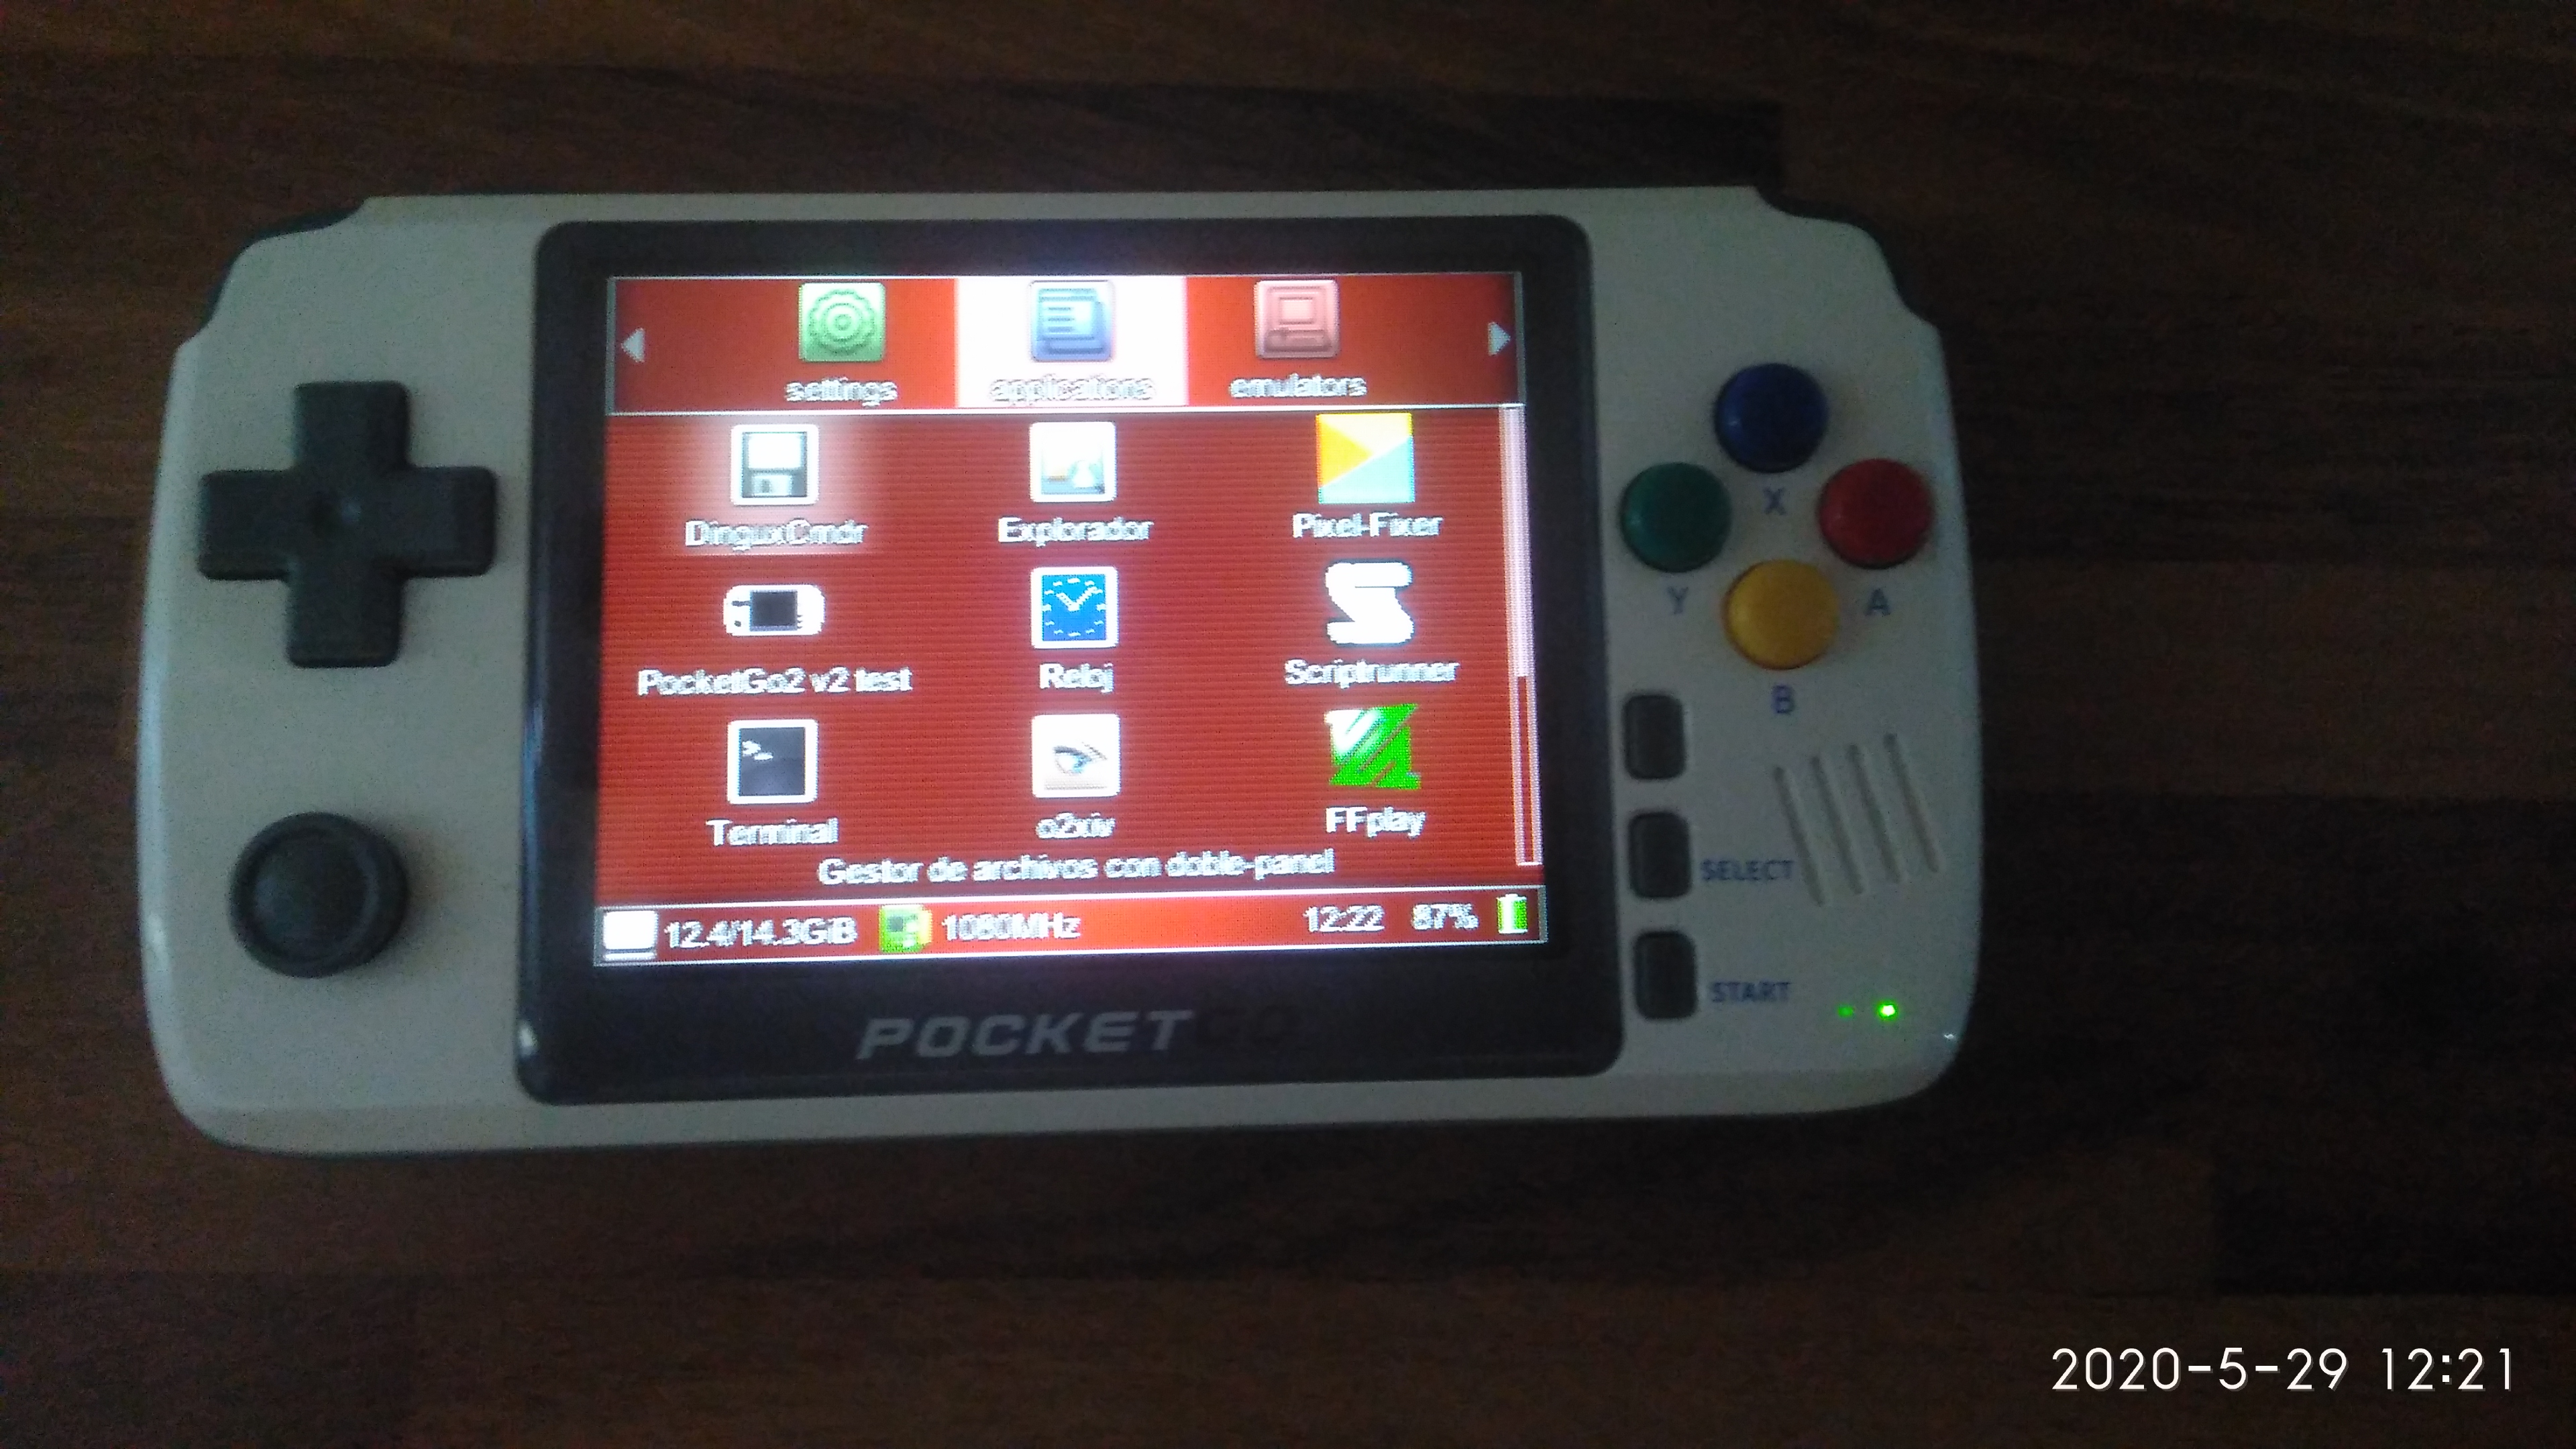 settings applications emulators
DinguxCmdr Explorador Pixel-Fixer
PocketGo2 v2 test Reloj Scriptrunner
Terminal o2xiv FFplay
Gestor de archivos con doble-panel
12.4/14.3GiB 1080MHz 12:22 87%
POCKETGO
X
Y A
B
SELECT
START
2020-5-29 12:21